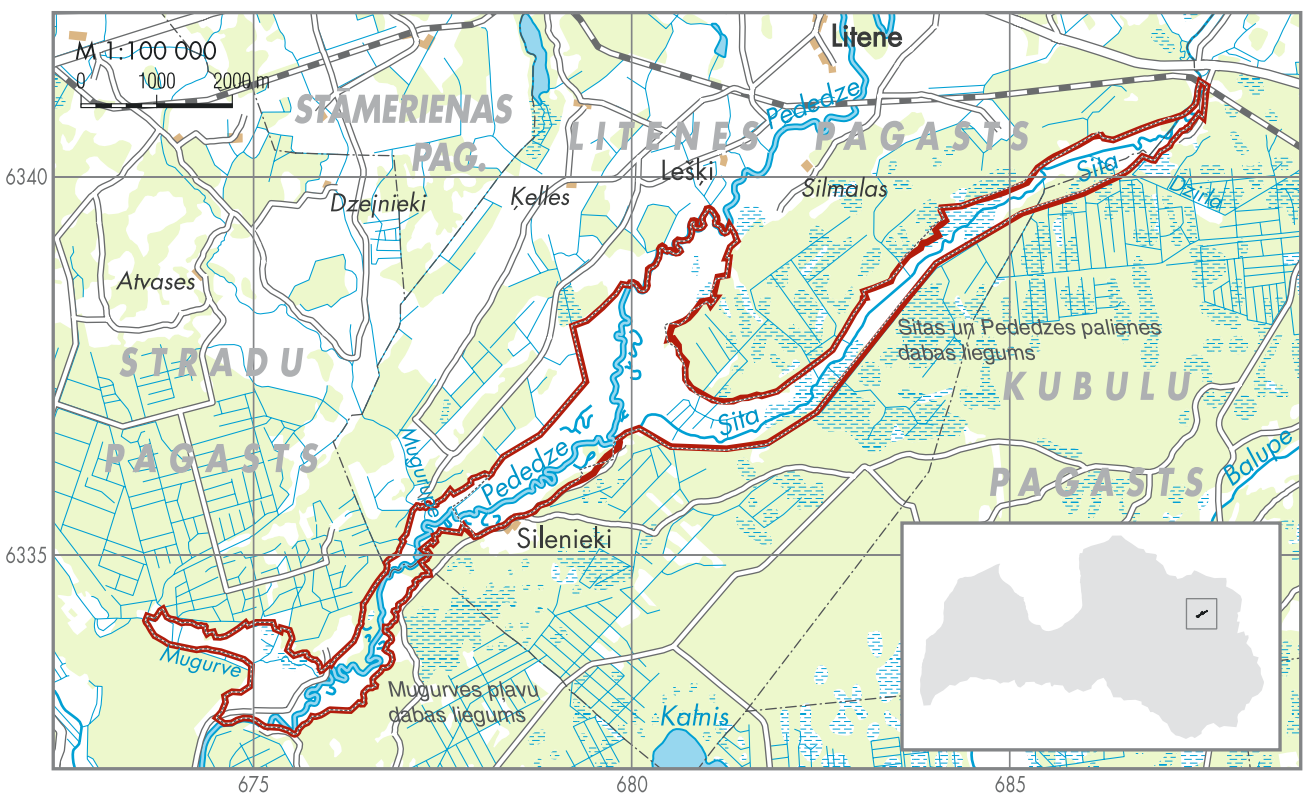 M 1:100 000
0 1000 2000 m
Litene
STĀMERIENAS
PAG.
LITENES PAGASTS
Pededze
6340
Leški
Silmalas
Sita
Dzirla
Dzejnieki
Ķelles
Atvases
STRADU
PAGASTS
Sitas un Pededzes palienes
dabas liegums
KUBULU
PAGASTS
Sita
Mugurve
Pededze
Balupe
Silenieki
6335
Mugurve
Mugurves pļavu
dabas liegums
Kalnis
675
680
685